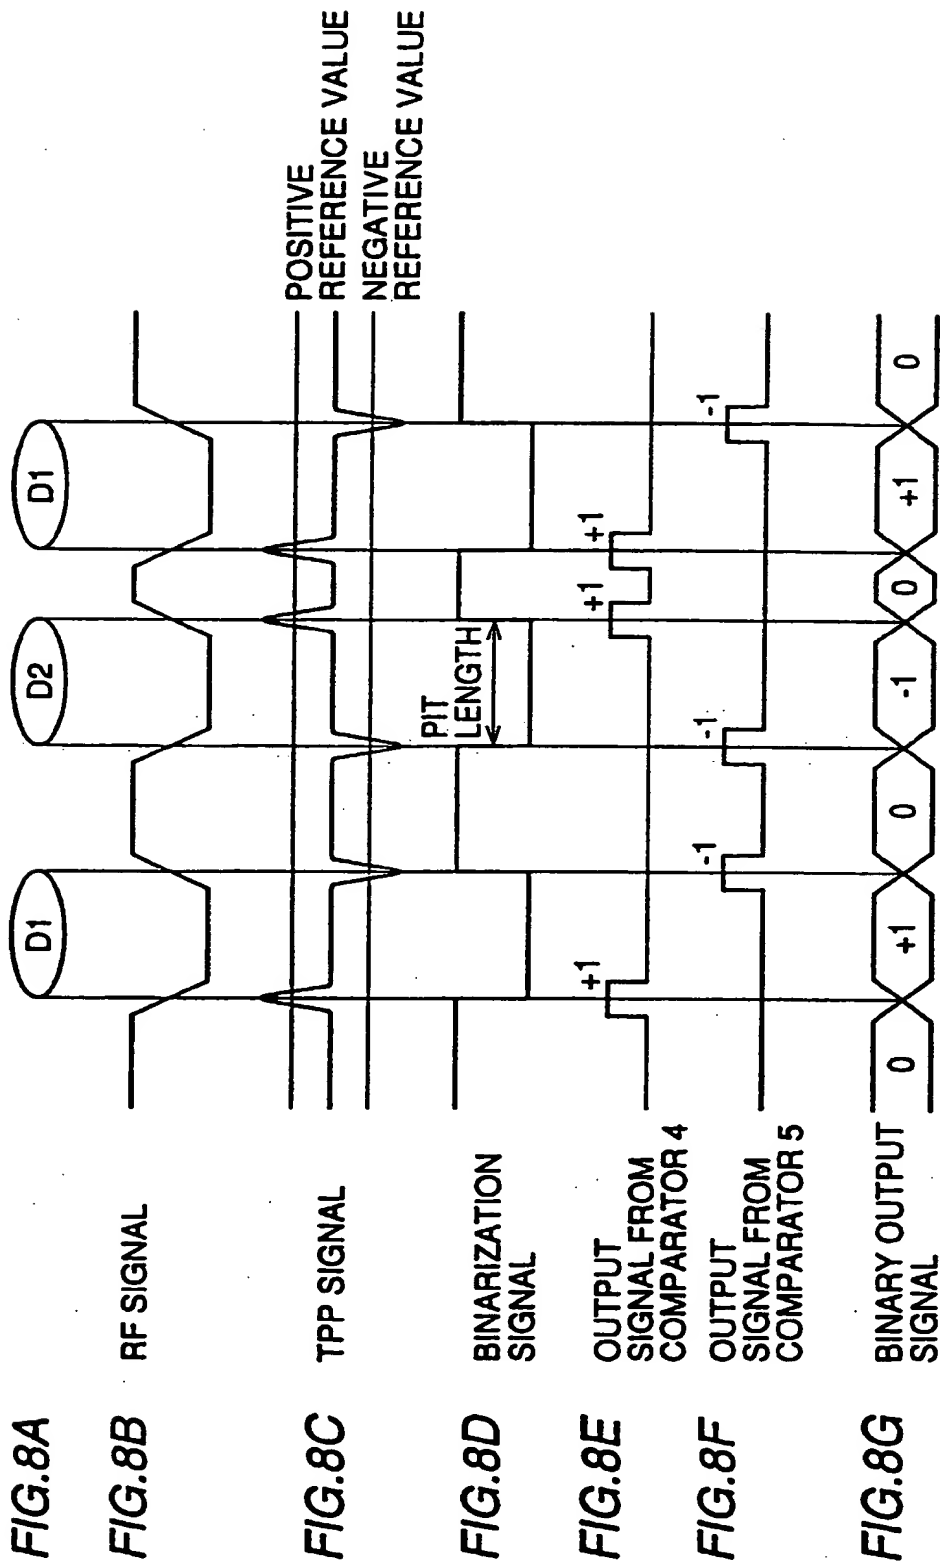 FIG.8A
D1
D2
D1
FIG.8B
RF SIGNAL
FIG.8C
TPP SIGNAL
POSITIVE
REFERENCE VALUE
NEGATIVE
REFERENCE VALUE
FIG.8D
BINARIZATION
SIGNAL
PIT
LENGTH
FIG.8E
OUTPUT
SIGNAL FROM
COMPARATOR 4
+1
+1
+1
FIG.8F
OUTPUT
SIGNAL FROM
COMPARATOR 5
-1
-1
-1
FIG.8G
BINARY OUTPUT
SIGNAL
0
+1
0
-1
0
+1
0